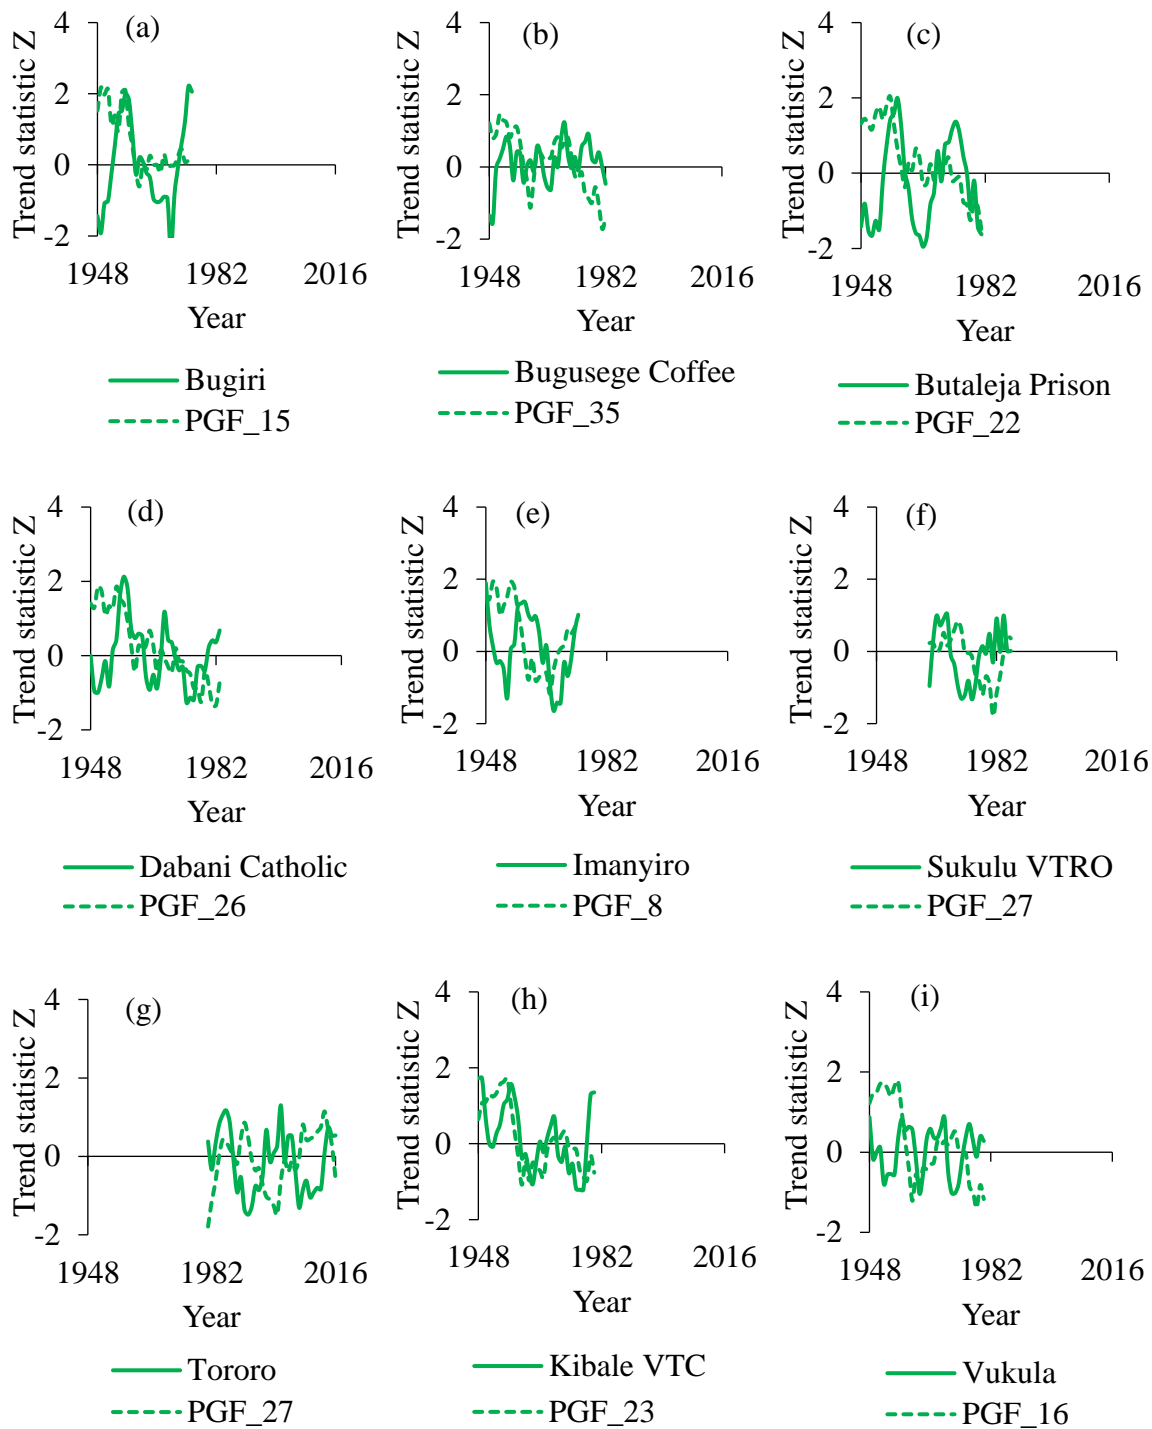 (a)
Trend statistic Z
4
2
0
-2
1948 1982 2016
Year
Bugiri
PGF_15
(b)
Trend statistic Z
4
2
0
-2
1948 1982 2016
Year
Bugusege Coffee
PGF_35
(c)
Trend statistic Z
4
2
0
-2
1948 1982 2016
Year
Butaleja Prison
PGF_22
(d)
Trend statistic Z
4
2
0
-2
1948 1982 2016
Year
Dabani Catholic
PGF_26
(e)
Trend statistic Z
4
2
0
-2
1948 1982 2016
Year
Imanyiro
PGF_8
(f)
Trend statistic Z
4
2
0
-2
1948 1982 2016
Year
Sukulu VTRO
PGF_27
(g)
Trend statistic Z
4
2
0
-2
1948 1982 2016
Year
Tororo
PGF_27
(h)
Trend statistic Z
4
2
0
-2
1948 1982 2016
Year
Kibale VTC
PGF_23
(i)
Trend statistic Z
4
2
0
-2
1948 1982 2016
Year
Vukula
PGF_16